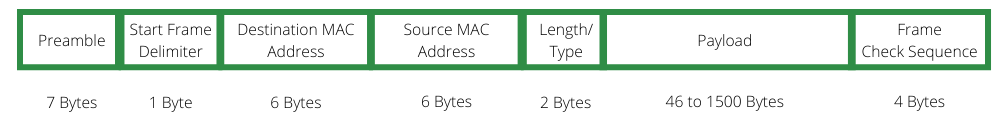 Preamble
Start Frame
Delimiter
Destination MAC
Address
Source MAC
Address
Length/
Type
Payload
Frame
Check Sequence
7 Bytes
1 Byte
6 Bytes
6 Bytes
2 Bytes
46 to 1500 Bytes
4 Bytes